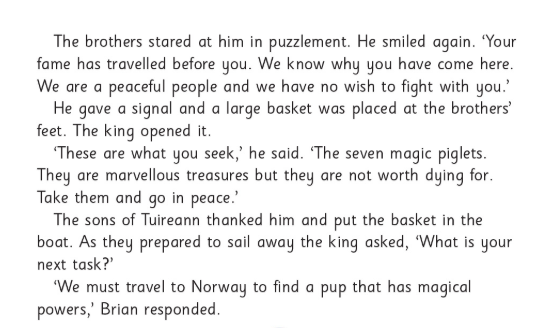 The brothers stared at him in puzzlement. He smiled again. ‘Your
fame has travelled before you. We know why you have come here.
We are a peaceful people and we have no wish to fight with you.’
He gave a signal and a large basket was placed at the brothers’
feet. The king opened it.
‘These are what you seek,’ he said. ‘The seven magic piglets.
They are marvellous treasures but they are not worth dying for.
Take them and go in peace.’
The sons of Tuireann thanked him and put the basket in the
boat. As they prepared to sail away the king asked, ‘What is your
next task?’
‘We must travel to Norway to find a pup that has magical
powers,’ Brian responded.